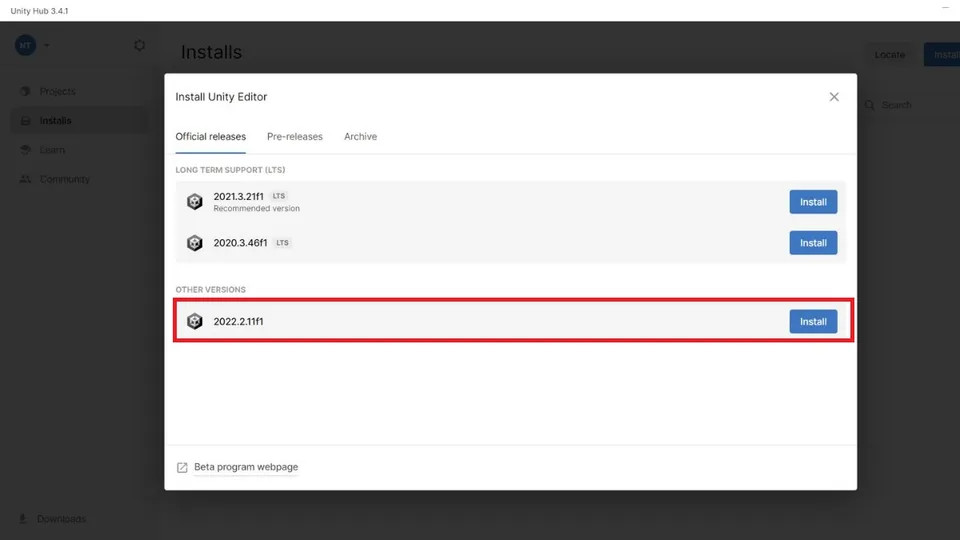 Unity Hub 3.4.1
NT
Installs
Locate
Install
Projects
Installs
Learn
Community
Search
Install Unity Editor
Official releases
Pre-releases
Archive
LONG TERM SUPPORT (LTS)
2021.3.21f1 LTS
Recommended version
Install
2020.3.46f1 LTS
Install
OTHER VERSIONS
2022.2.11f1
Install
Beta program webpage
Downloads